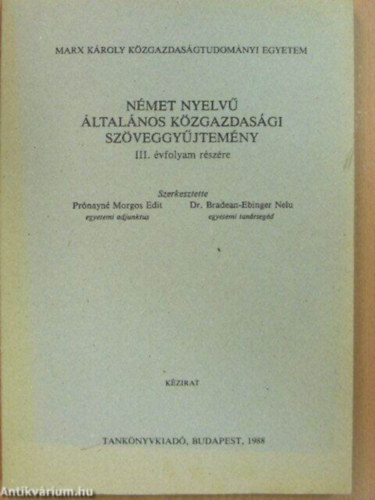 MARX KÁROLY KÖZGAZDASÁGTUDOMÁNYI EGYETEM
NÉMET NYELVŰ
ÁLTALÁNOS KÖZGAZDASÁGI
SZÖVEGGYŰJTEMÉNY
III. évfolyam részére
Szerkesztette
Prónayné Morgos Edit Dr. Bradean-Ebinger Nelu
egyetemi adjunktus egyetemi tanársegéd
KÉZIRAT
TANKÖNYVKIADÓ, BUDAPEST, 1988
Antikvárium.hu